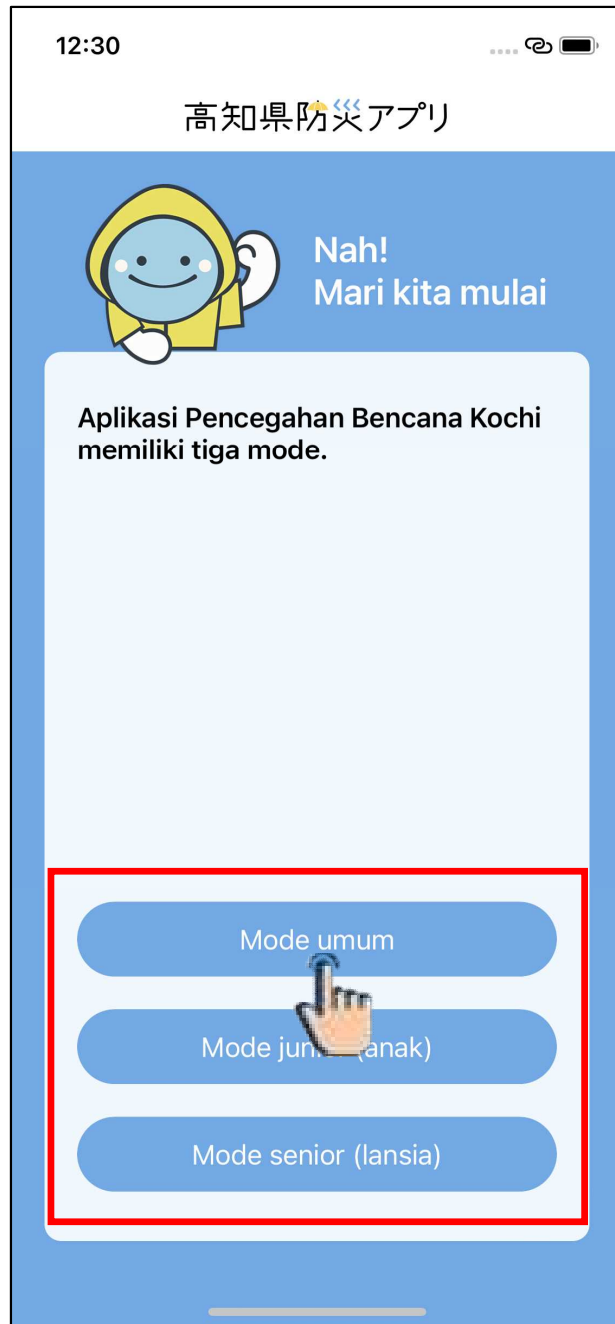 12:30
高知県防災アプリ
Nah!
Mari kita mulai
Aplikasi Pencegahan Bencana Kochi
memiliki tiga mode.
Mode umum
Mode (anak)
Mode senior (lansia)